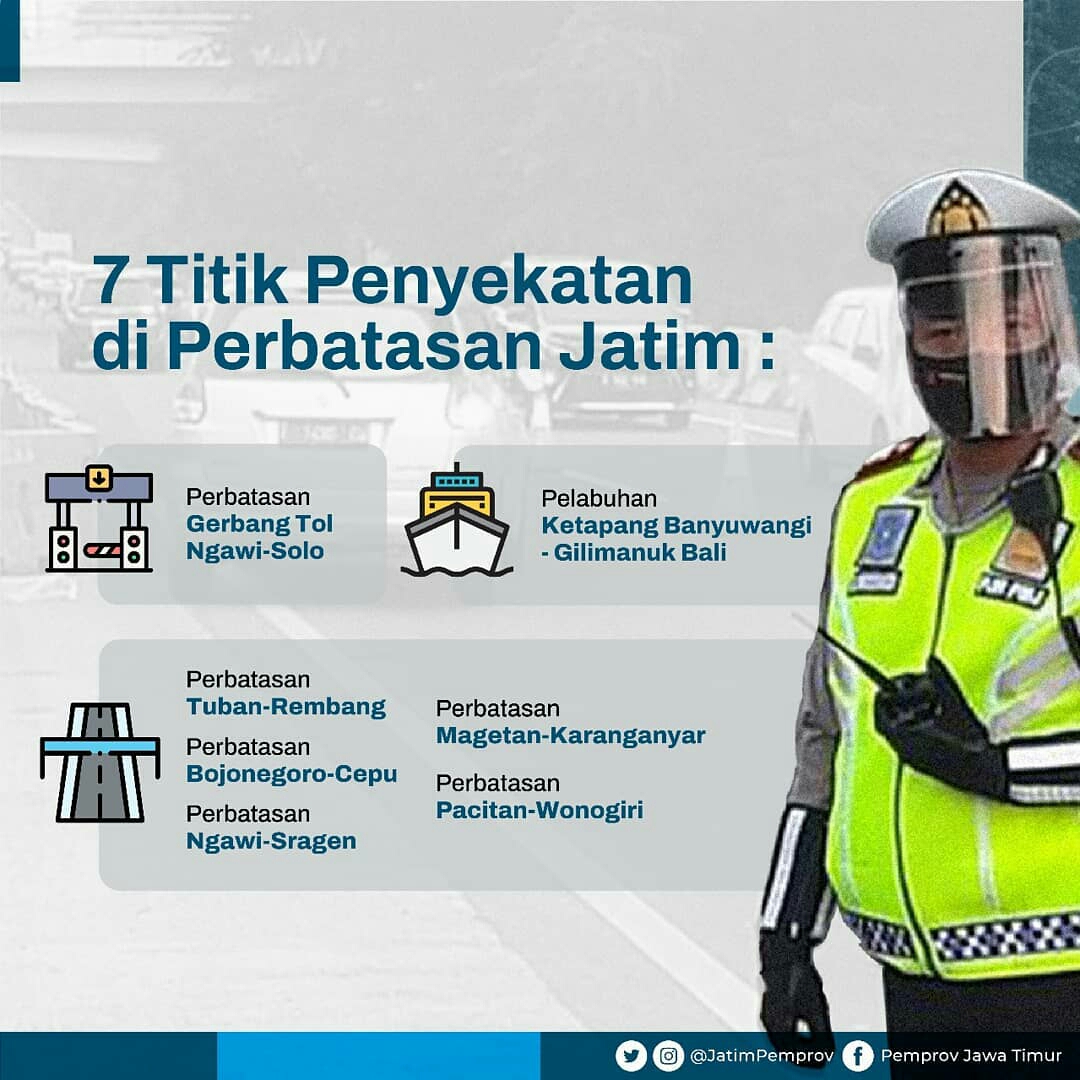 7 Titik Penyekatan
di Perbatasan Jatim :
Perbatasan
Gerbang Tol
Ngawi-Solo
Pelabuhan
Ketapang Banyuwangi
- Gilimanuk Bali
Perbatasan
Tuban-Rembang
Perbatasan
Bojonegoro-Cepu
Perbatasan
Ngawi-Sragen
Perbatasan
Magetan-Karanganyar
Perbatasan
Pacitan-Wonogiri
@JatimPemprov
Pemprov Jawa Timur